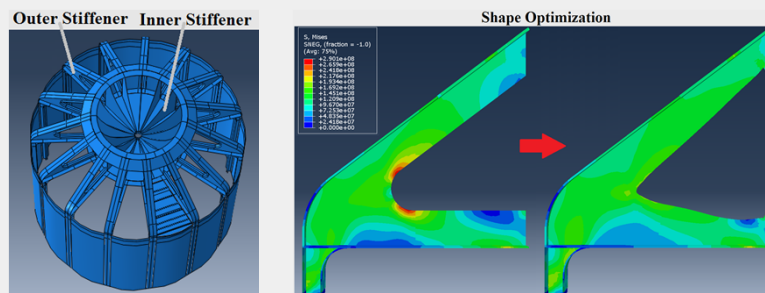 Outer Stiffener Inner Stiffener
Shape Optimization
S, Mises
SNEG, (fraction = -1.0)
(Avg: 75%)
+2.901e+08
+2.659e+08
+2.418e+08
+2.176e+08
+1.934e+08
+1.692e+08
+1.451e+08
+1.209e+08
+9.670e+07
+7.253e+07
+4.835e+07
+2.418e+07
+0.000e+00